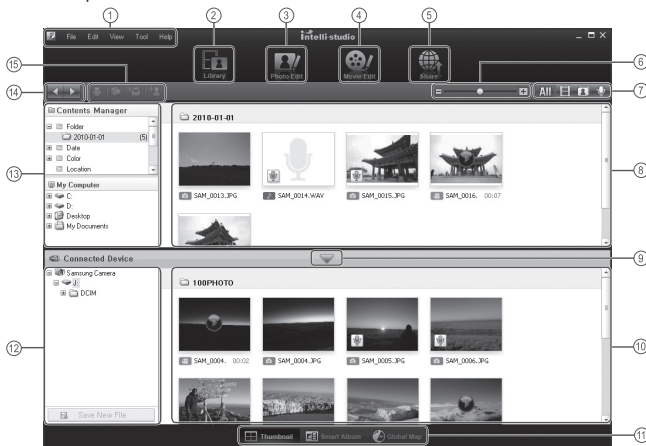 1 2 3 4 5
File Edit View Tool Help
intelli-studio
Library Photo Edit Movie Edit Share
6
15
14
All
7
Contents Manager
Folder
2010-01-01 (5)
Date
Color
Location
13
My Computer
C:
D:
Desktop
My Documents
2010-01-01
SAM_0013.JPG SAM_0014.WAV SAM_0015.JPG SAM_0016. 00:07
8
Connected Device
9
Samsung Camera
J:
DCIM
12
Save New File
100PHOTO
SAM_0004. 00:02 SAM_0004.JPG SAM_0005.JPG SAM_0006.JPG
10
Thumbnail Smart Album Global Map
11